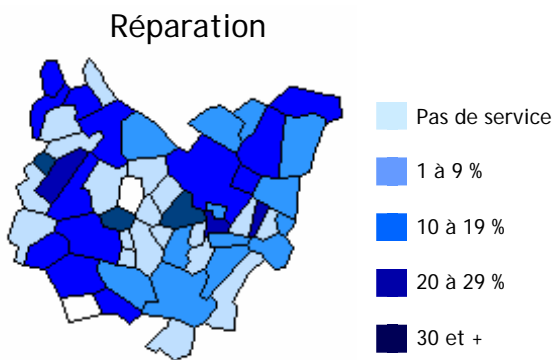 Réparation
Pas de service
1 à 9 %
10 à 19 %
20 à 29 %
30 et +